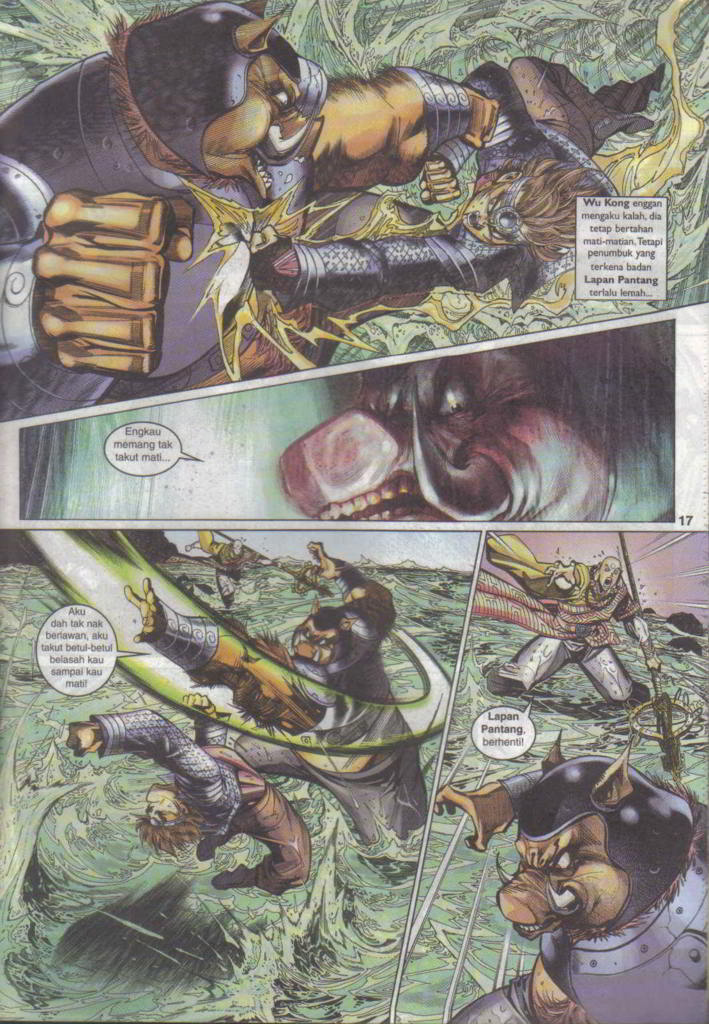 Wu Kong enggan
mengaku kalah, dia
tetap bertahan
mati-matian. Tetapi
penumbuk yang
terkena badan
Lapan Pantang
terlalu lemah...
Engkau
memang tak
takut mati...
17
Aku
dah tak nak
berlawan, aku
takut betul-betul
belasah kau
sampai kau
mati!
Lapan
Pantang,
berhenti!